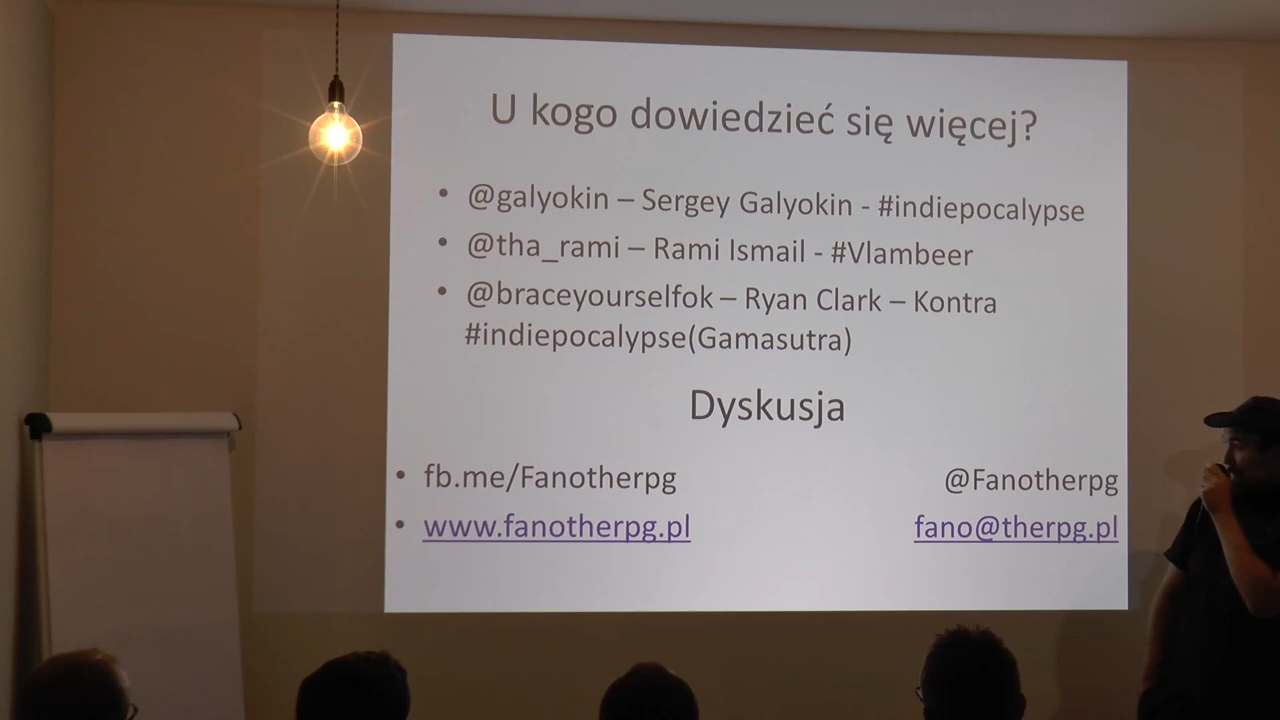 U kogo dowiedzieć się więcej?
• @galyokin – Sergey Galyokin - #indiepocalypse
• @tha_rami – Rami Ismail - #Vlambeer
• @braceyourselfok – Ryan Clark – Kontra
#indiepocalypse(Gamasutra)
Dyskusja
• fb.me/Fanotherpg @Fanotherpg
• www.fanotherpg.pl fano@therpg.pl